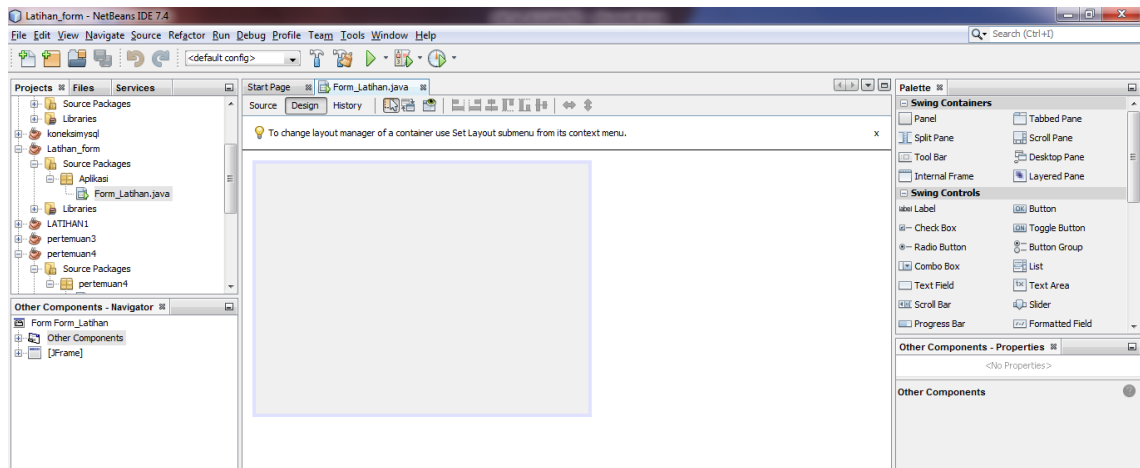 Latihan_form - NetBeans IDE 7.4
File Edit View Navigate Source Refactor Run Debug Profile Team Tools Window Help
Search (Ctrl+I)
<default config>
Projects Files Services
Source Packages
Libraries
koneksimysql
Latihan_form
Source Packages
Aplikasi
Form_Latihan.java
Libraries
LATIHAN1
pertemuan3
pertemuan4
Source Packages
pertemuan4
Other Components - Navigator
Form Form_Latihan
Other Components
[JFrame]
Start Page Form_Latihan.java
Source Design History
To change layout manager of a container use Set Layout submenu from its context menu. x
Palette
Swing Containers
Panel Tabbed Pane
Split Pane Scroll Pane
Tool Bar Desktop Pane
Internal Frame Layered Pane
Swing Controls
label Label OK Button
Check Box ON Toggle Button
Radio Button Button Group
Combo Box List
Text Field Text Area
Scroll Bar Slider
Progress Bar Formatted Field
Other Components - Properties
<No Properties>
Other Components